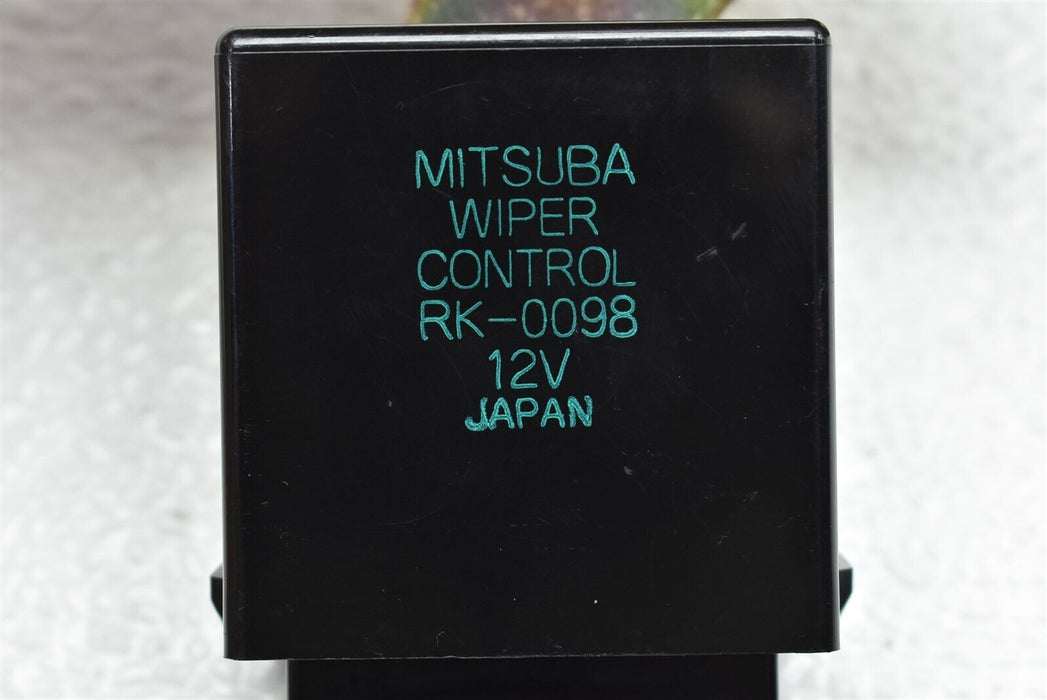 MITSUBA
WIPER
CONTROL
RK-0098
12V
JAPAN